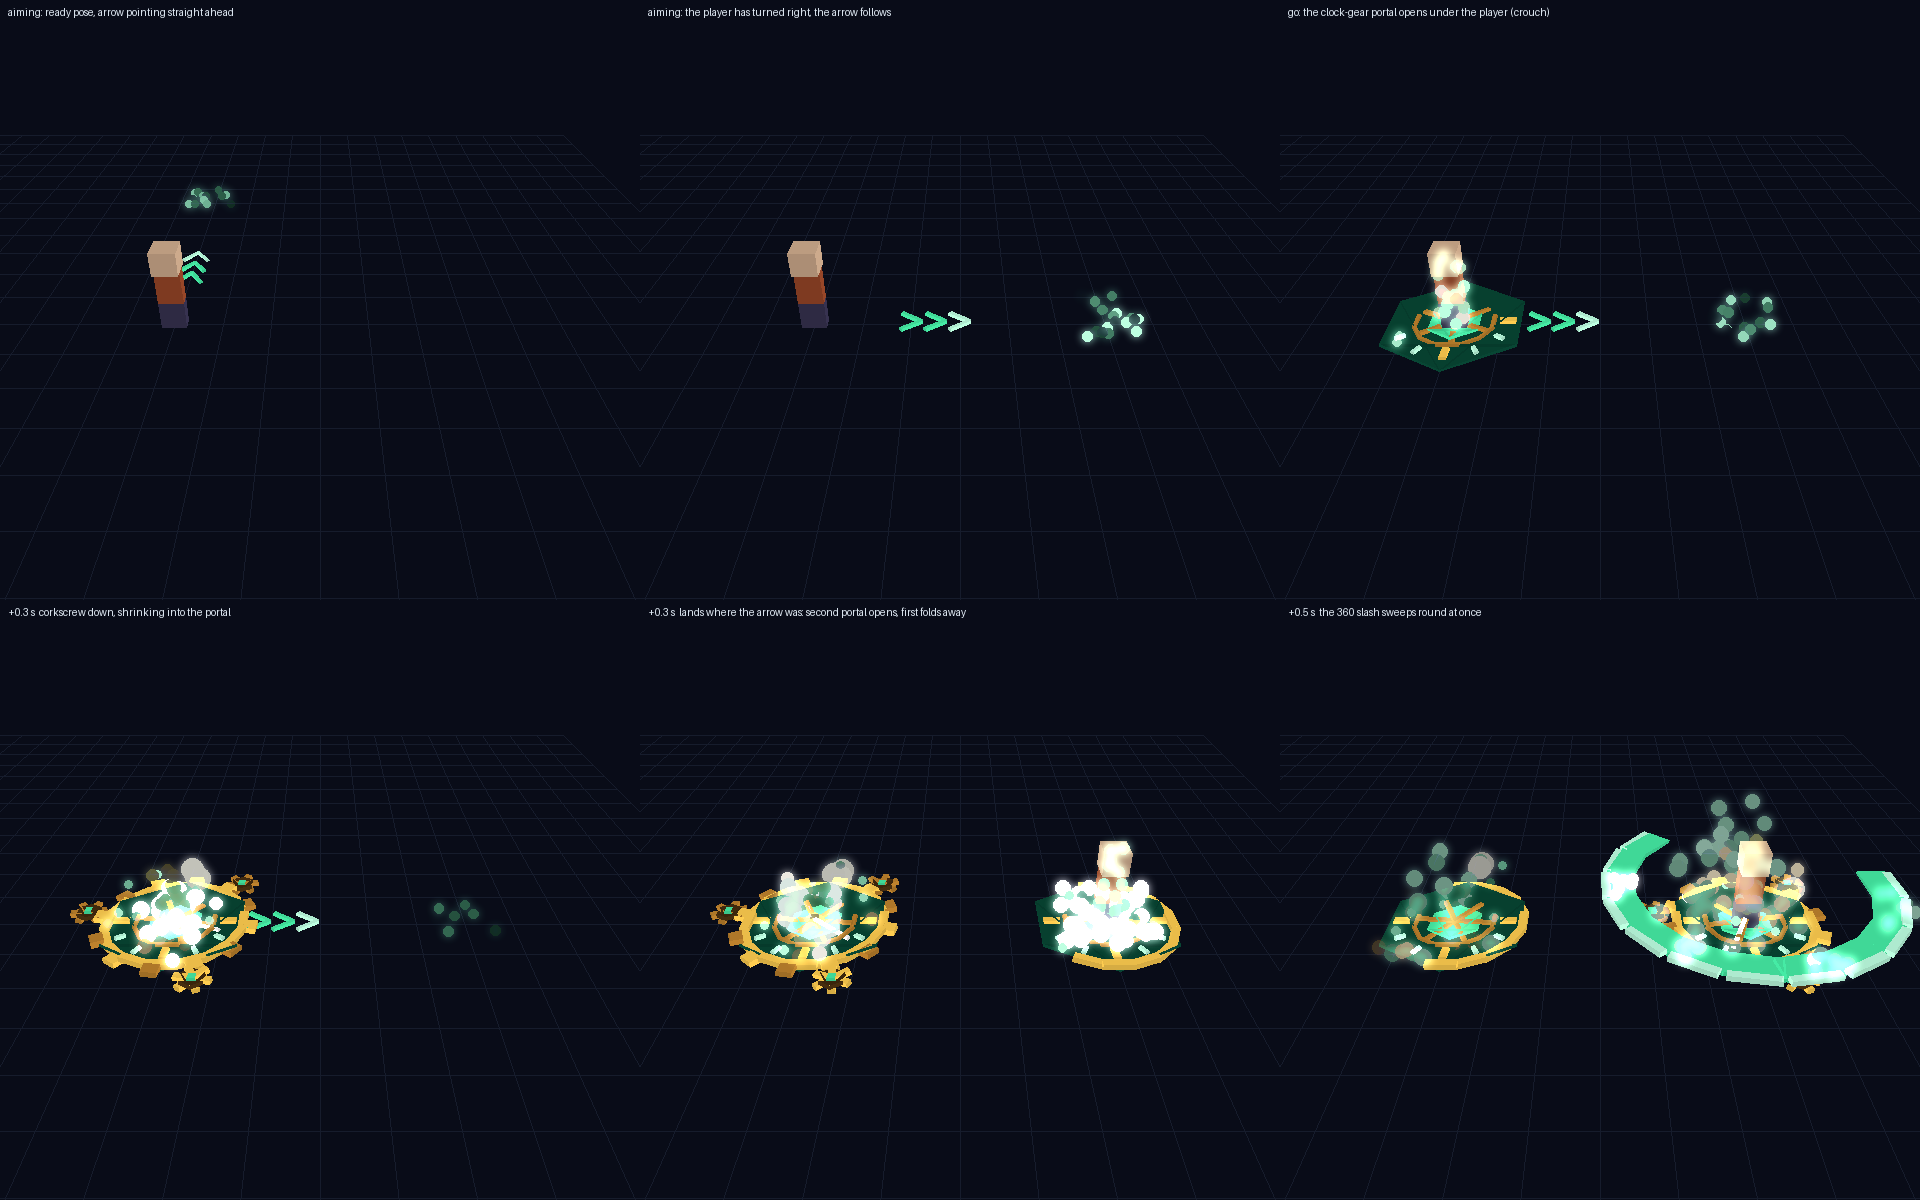 aiming: ready pose, arrow pointing straight ahead
aiming: the player has turned right, the arrow follows
go: the clock-gear portal opens under the player (crouch)
+0.3 s corkscrew down, shrinking into the portal
+0.3 s lands where the arrow was: second portal opens, first folds away
+0.5 s the 360 slash sweeps round at once